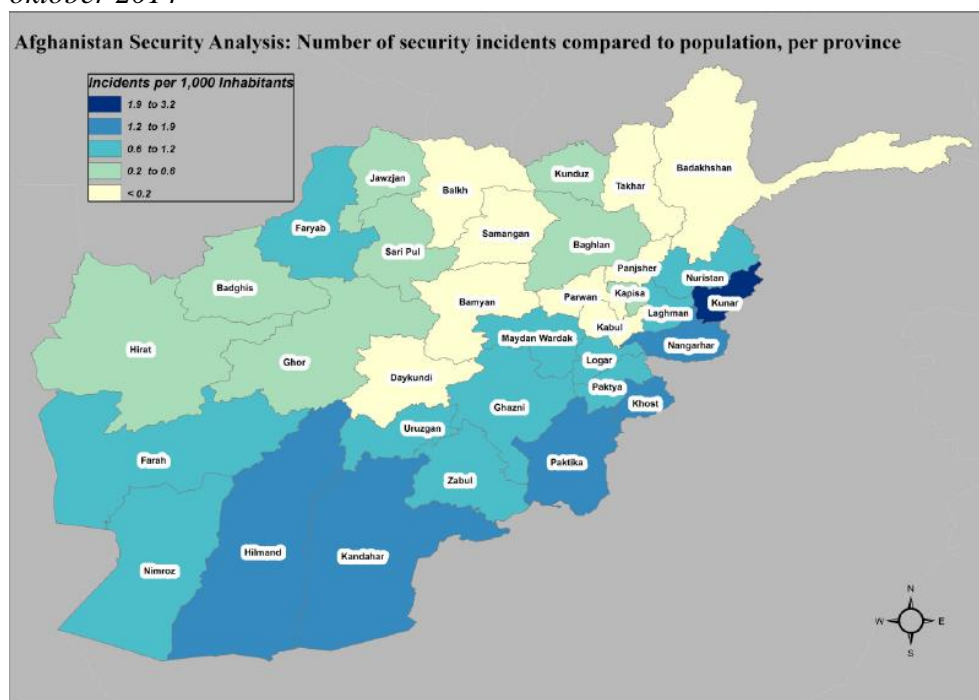 oktober 2014
Afghanistan Security Analysis: Number of security incidents compared to population, per province
Incidents per 1,000 Inhabitants
1.9 to 3.2
1.2 to 1.9
0.6 to 1.2
0.2 to 0.6
< 0.2
Jawzjan
Balkh
Kunduz
Takhar
Badakhshan
Faryab
Samangan
Sari Pul
Baghlan
Badghis
Panjsher
Nuristan
Kapisa
Kunar
Bamyan
Parwan
Laghman
Kabul
Maydan Wardak
Nangarhar
Hirat
Ghor
Logar
Daykundi
Paktya
Khost
Ghazni
Uruzgan
Farah
Paktika
Zabul
Nimroz
Hilmand
Kandahar
N
W
E
S